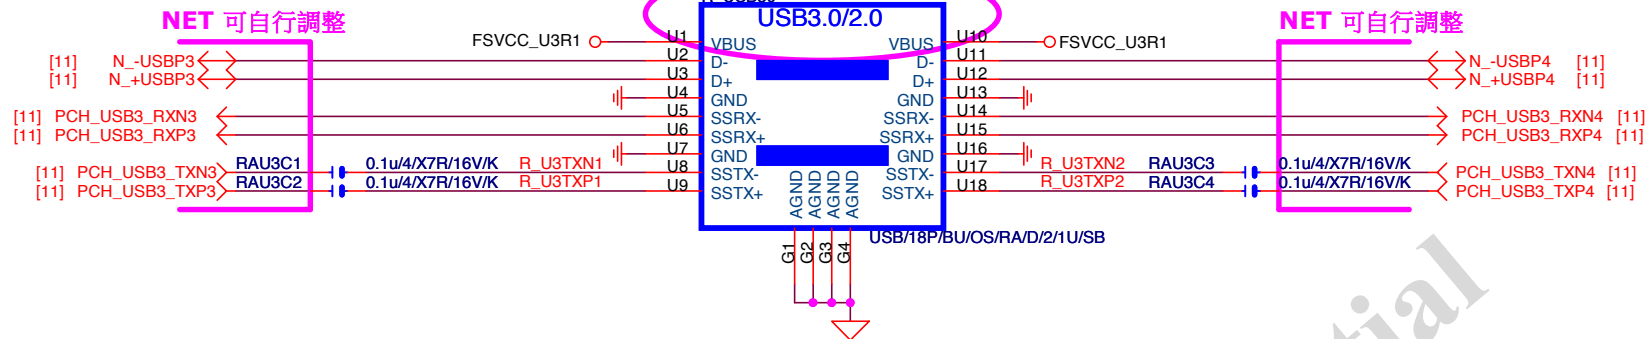 NET 可自行調整
USB3.0/2.0
NET 可自行調整
FSVCC_U3R1 U1 VBUS VBUS U10 FSVCC_U3R1
[11] N_-USBP3 U2 D- D- U11 N_-USBP4 [11]
[11] N_+USBP3 U3 D+ D+ U12 N_+USBP4 [11]
U4 GND GND U13
[11] PCH_USB3_RXN3 U5 SSRX- SSRX- U14 PCH_USB3_RXN4 [11]
[11] PCH_USB3_RXP3 U6 SSRX+ SSRX+ U15 PCH_USB3_RXP4 [11]
U7 GND GND U16
[11] PCH_USB3_TXN3 RAU3C1 0.1u/4/X7R/16V/K R_U3TXN1 U8 SSTX- SSTX- U17 R_U3TXN2 RAU3C3 0.1u/4/X7R/16V/K PCH_USB3_TXN4 [11]
[11] PCH_USB3_TXP3 RAU3C2 0.1u/4/X7R/16V/K R_U3TXP1 U9 SSTX+ SSTX+ U18 R_U3TXP2 RAU3C4 0.1u/4/X7R/16V/K PCH_USB3_TXP4 [11]
AGND AGND AGND AGND
USB/18P/BU/OS/RA/D/2/1U/SB
G1 G2 G3 G4
tial